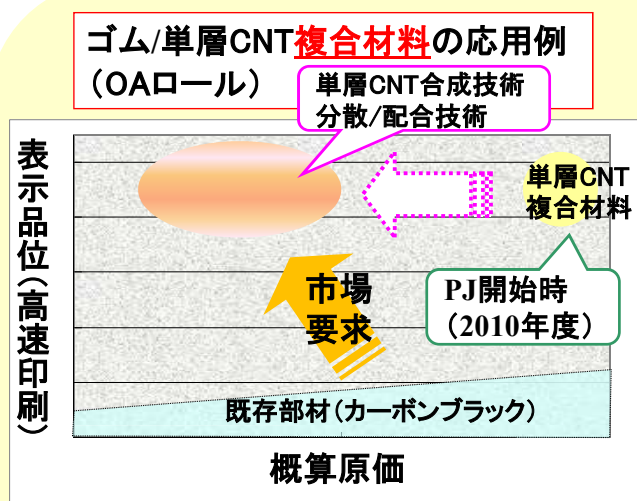 ゴム/単層CNT複合材料の応用例
（OAロール）
単層CNT合成技術
分散/配合技術
表示品位(高速印刷)
単層CNT
複合材料
市場
要求
PJ開始時
（2010年度）
既存部材(カーボンブラック)
概算原価